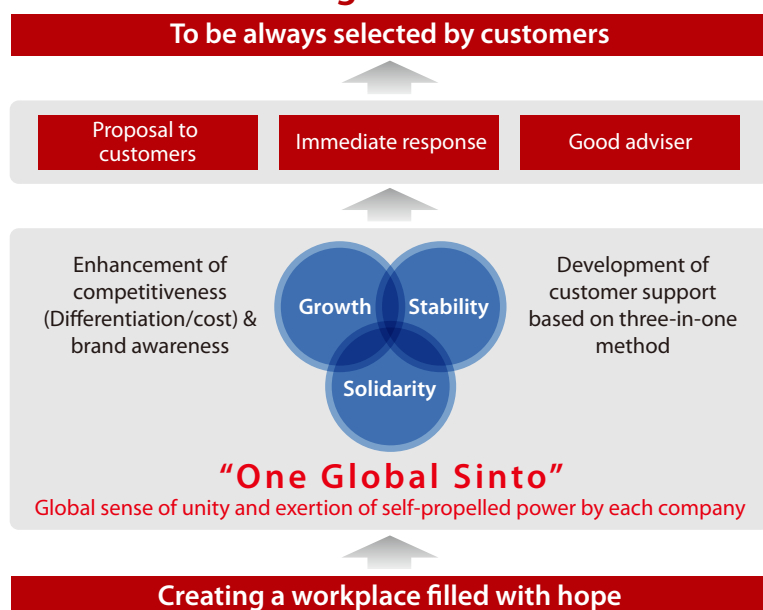 To be always selected by customers
Proposal to
customers
Immediate response
Good adviser
Enhancement of
competitiveness
(Differentiation/cost) &
brand awareness
Growth
Stability
Solidarity
Development of
customer support
based on three-in-one
method
“One Global Sinto”
Global sense of unity and exertion of self-propelled power by each company
Creating a workplace filled with hope